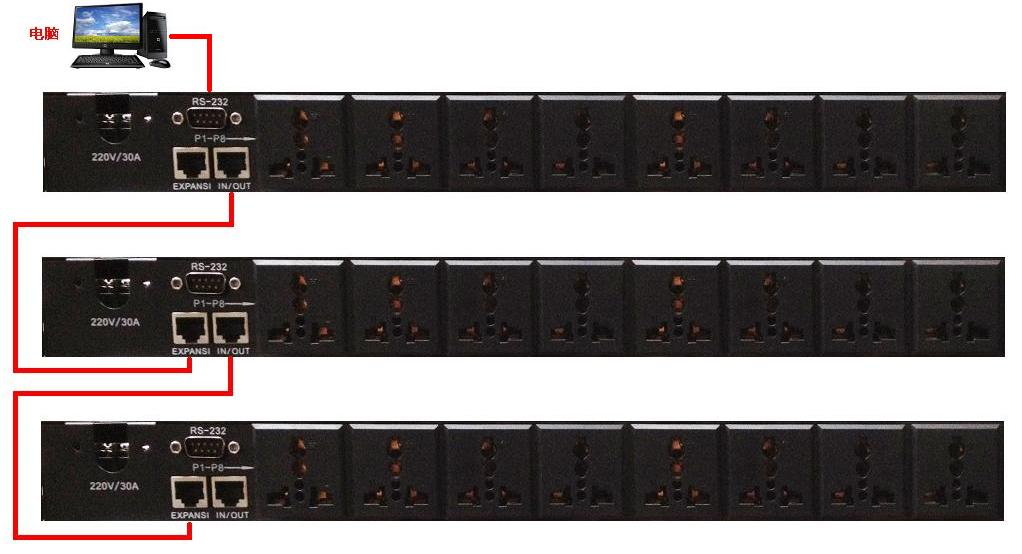 电脑
RS-232
P1-P8
220V/30A
EXPANSI IN/OUT
RS-232
P1-P8
220V/30A
EXPANSI IN/OUT
RS-232
P1-P8
220V/30A
EXPANSI IN/OUT